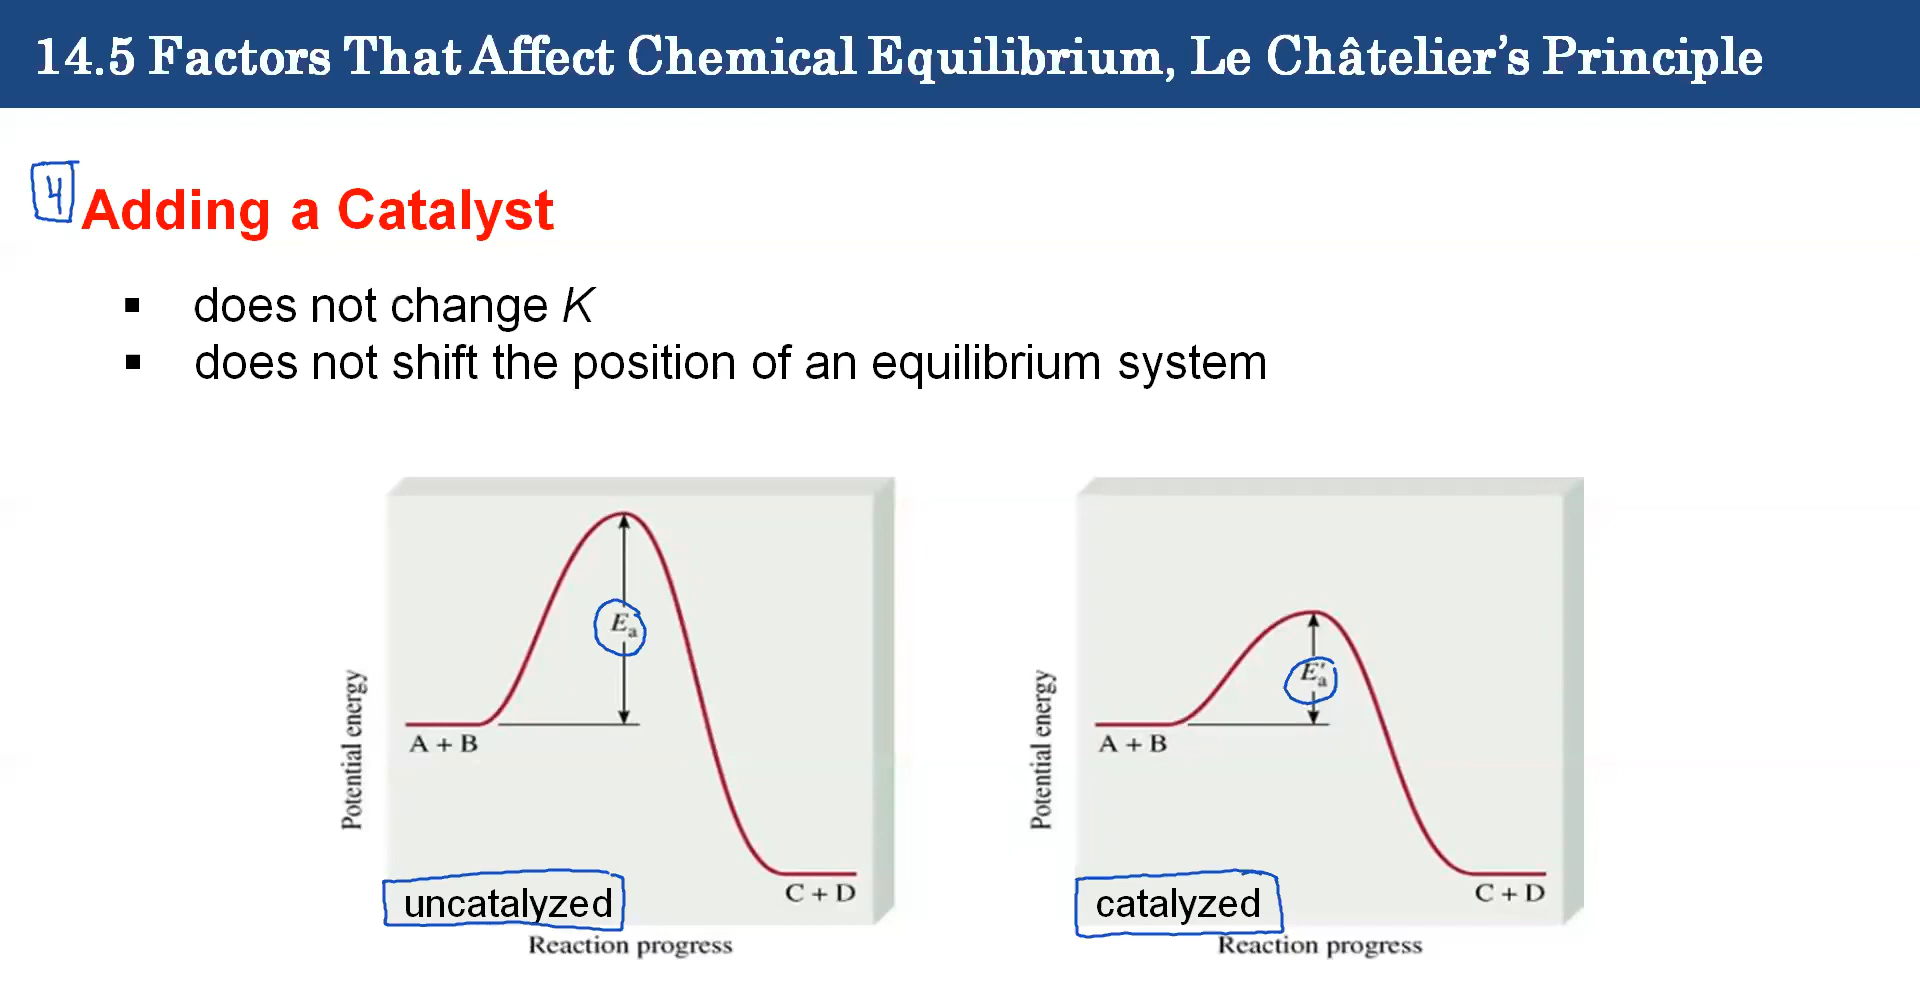 14.5 Factors That Affect Chemical Equilibrium, Le Châtelier's Principle
4
Adding a Catalyst
▪ does not change K
▪ does not shift the position of an equilibrium system
Potential energy
Eₐ
A + B
C + D
uncatalyzed
Reaction progress
Potential energy
E′ₐ
A + B
C + D
catalyzed
Reaction progress